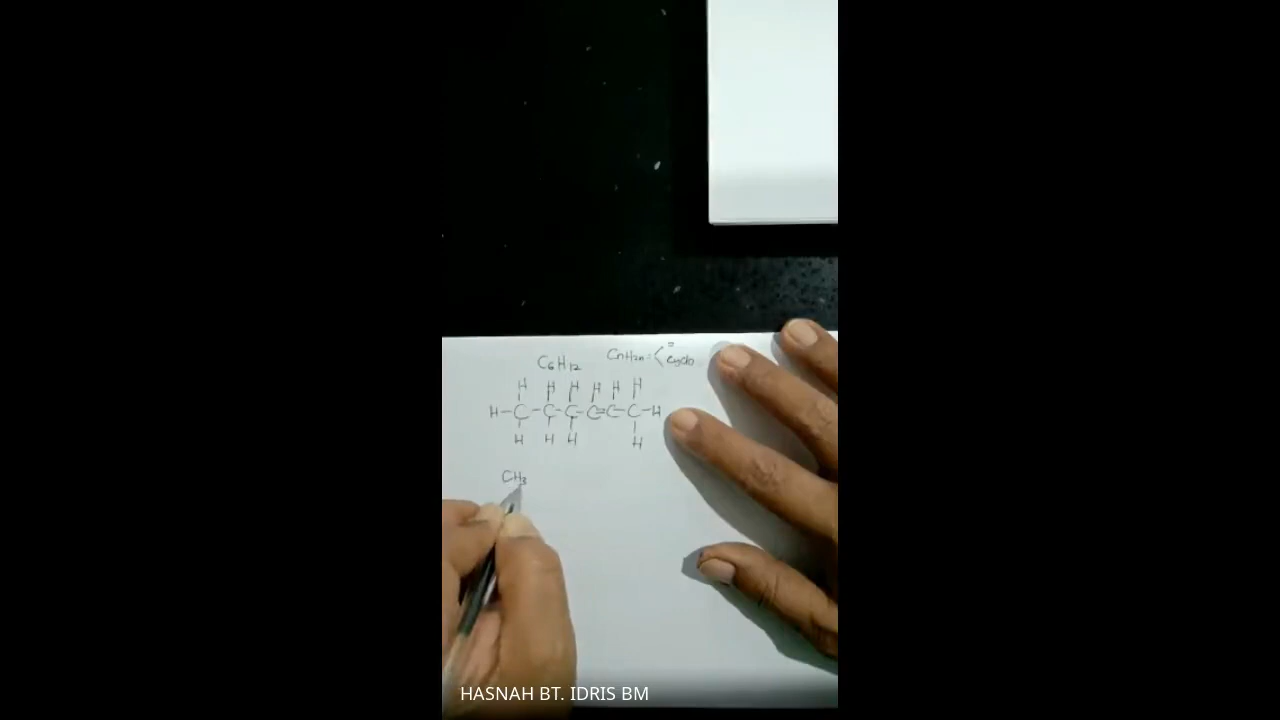 C6H12 CnH2n : < = cyclo
H H H H H H
H-C-C-C-C=C-C-H
H H H H
CH3
HASNAH BT. IDRIS BM